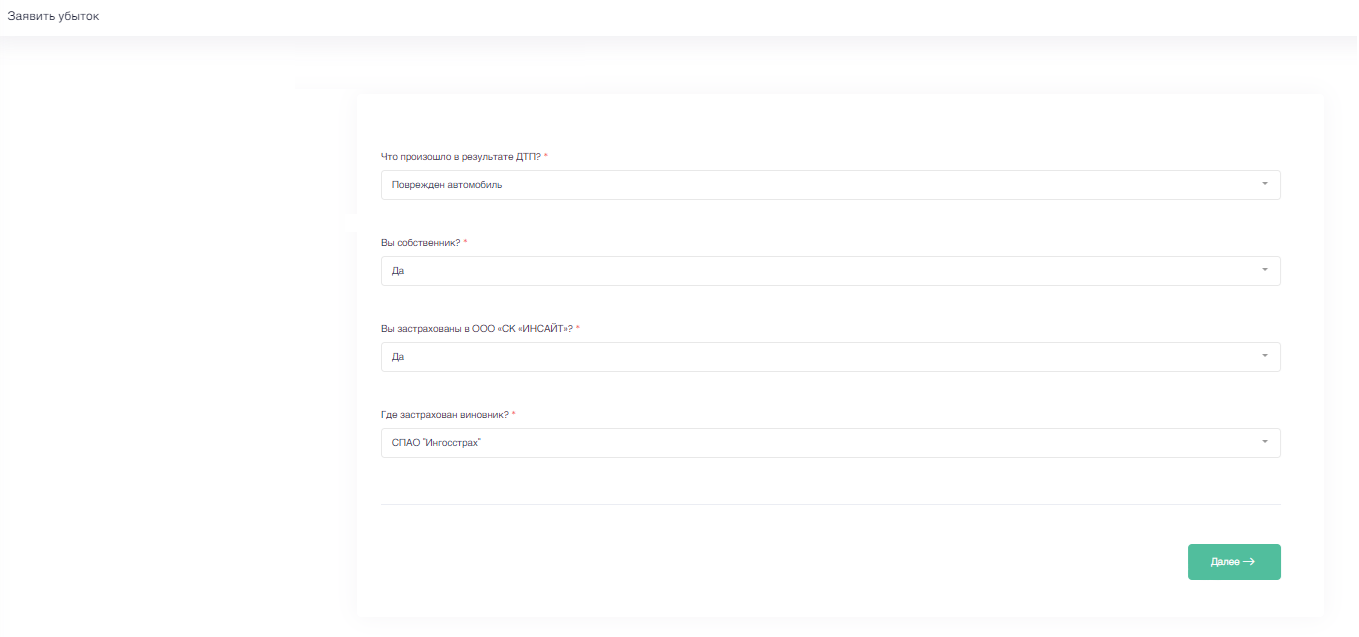 Заявить убыток
Что произошло в результате ДТП? *
Поврежден автомобиль
Вы собственник? *
Да
Вы застрахованы в ООО «СК «ИНСАЙТ»? *
Да
Где застрахован виновник? *
СПАО "Ингосстрах"
Далее →